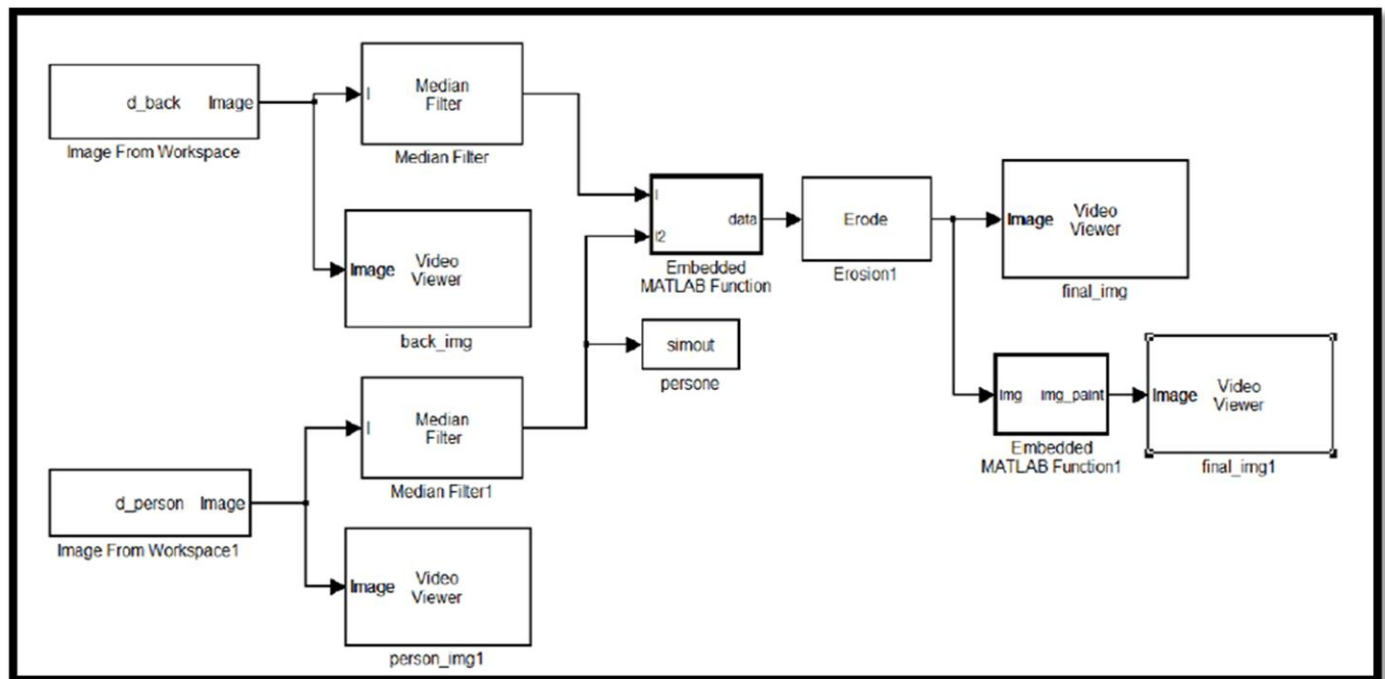 d_back Image
Image From Workspace
I
Median
Filter
Median Filter
Image
Video
Viewer
back_img
I
I2
data
Embedded
MATLAB Function
Erode
Erosion1
Image
Video
Viewer
final_img
simout
persone
Img img_paint
Embedded
MATLAB Function1
Image
Video
Viewer
final_img1
I
Median
Filter
Median Filter1
d_person Image
Image From Workspace1
Image
Video
Viewer
person_img1